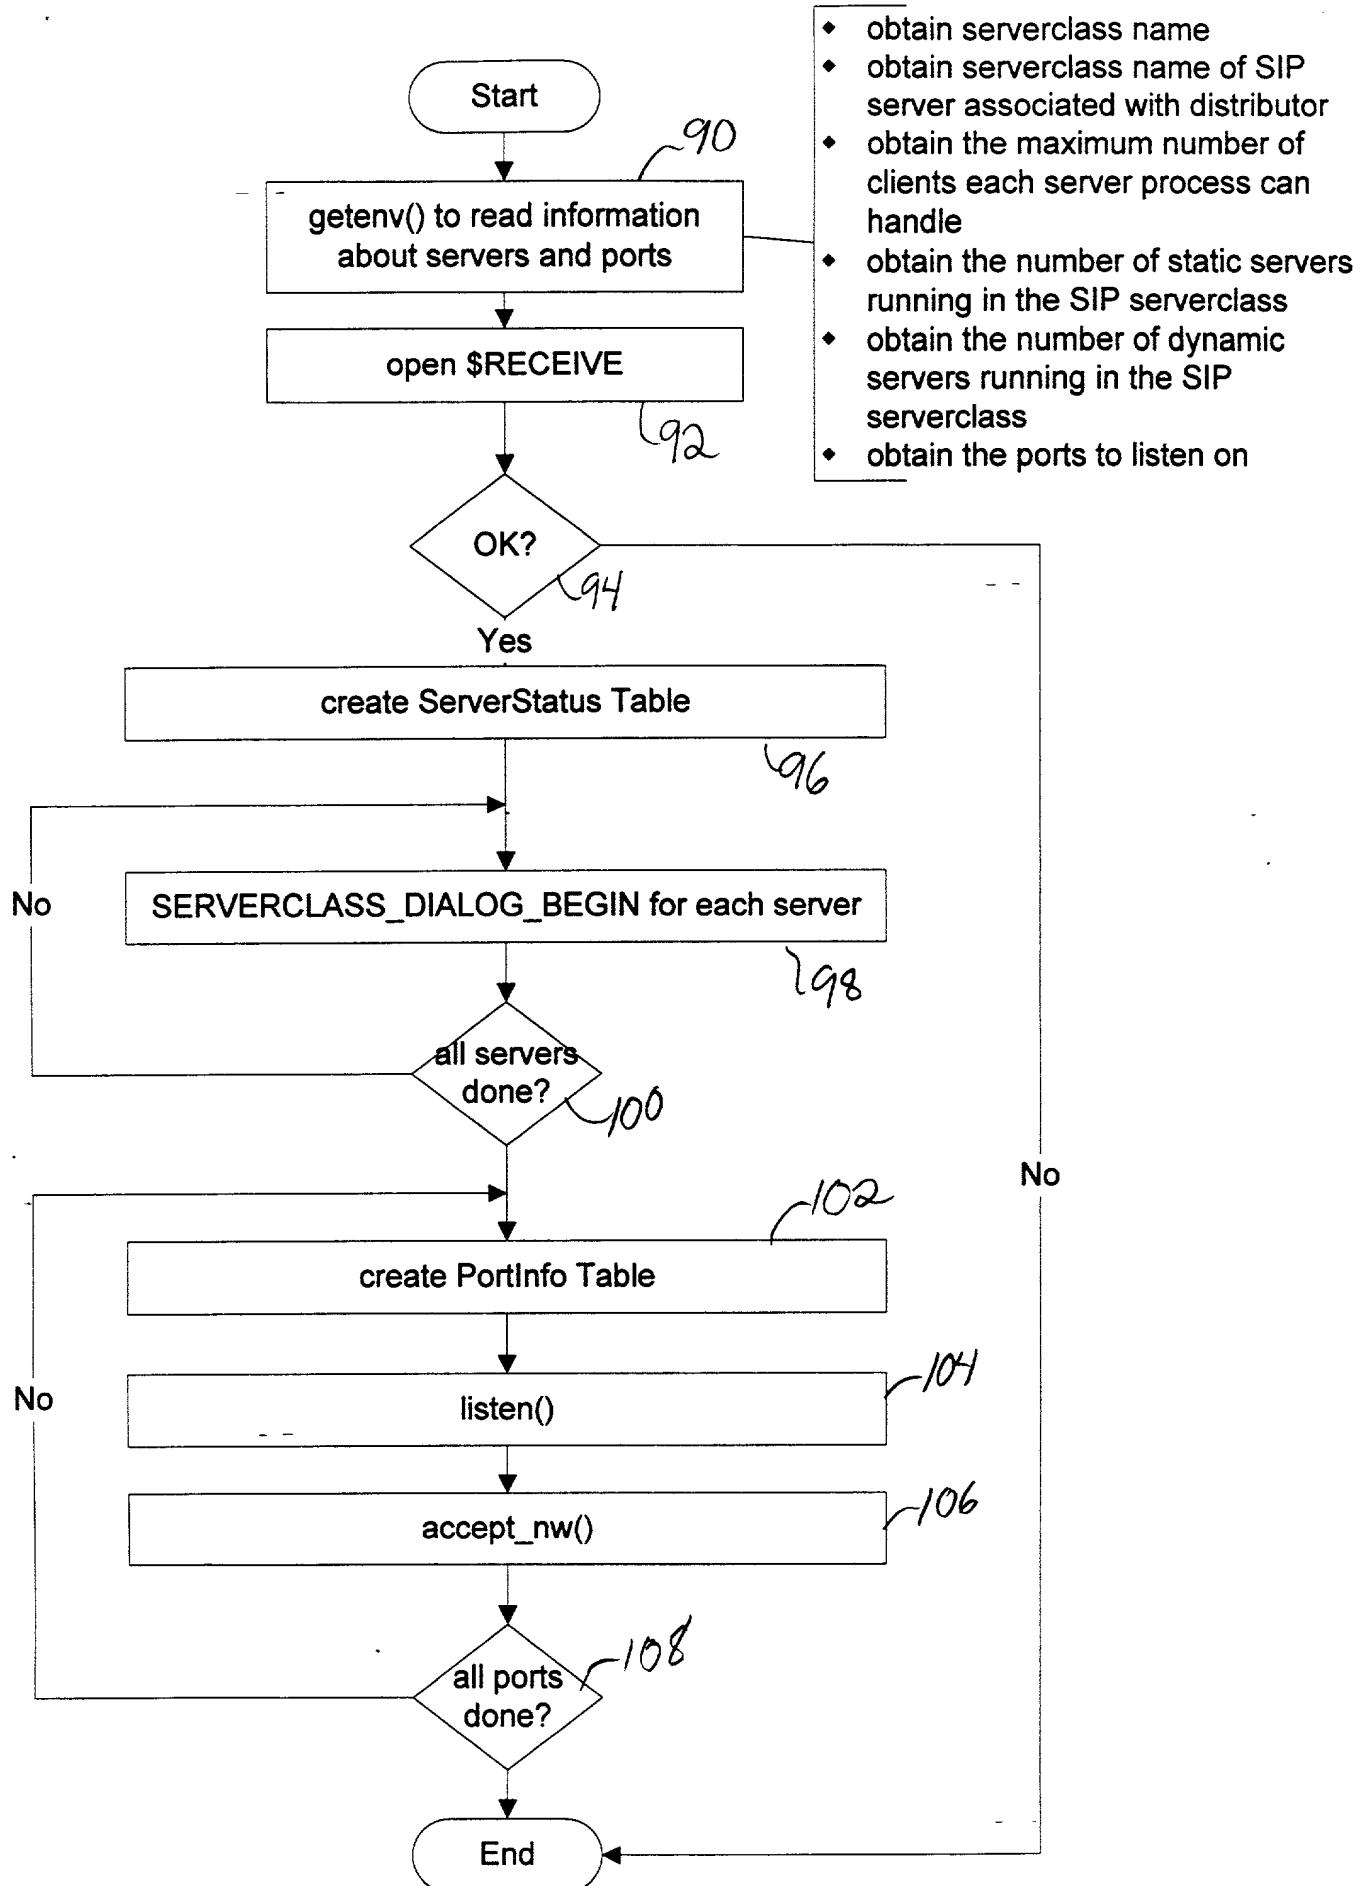 ◆ obtain serverclass name
◆ obtain serverclass name of SIP
server associated with distributor
◆ obtain the maximum number of
clients each server process can
handle
◆ obtain the number of static servers
running in the SIP serverclass
◆ obtain the number of dynamic
servers running in the SIP
serverclass
◆ obtain the ports to listen on
Start
90
getenv() to read information
about servers and ports
open $RECEIVE
92
OK?
94
Yes
create ServerStatus Table
96
No
SERVERCLASS_DIALOG_BEGIN for each server
98
all servers
done?
100
No
102
create PortInfo Table
104
No
listen()
106
accept_nw()
108
all ports
done?
End